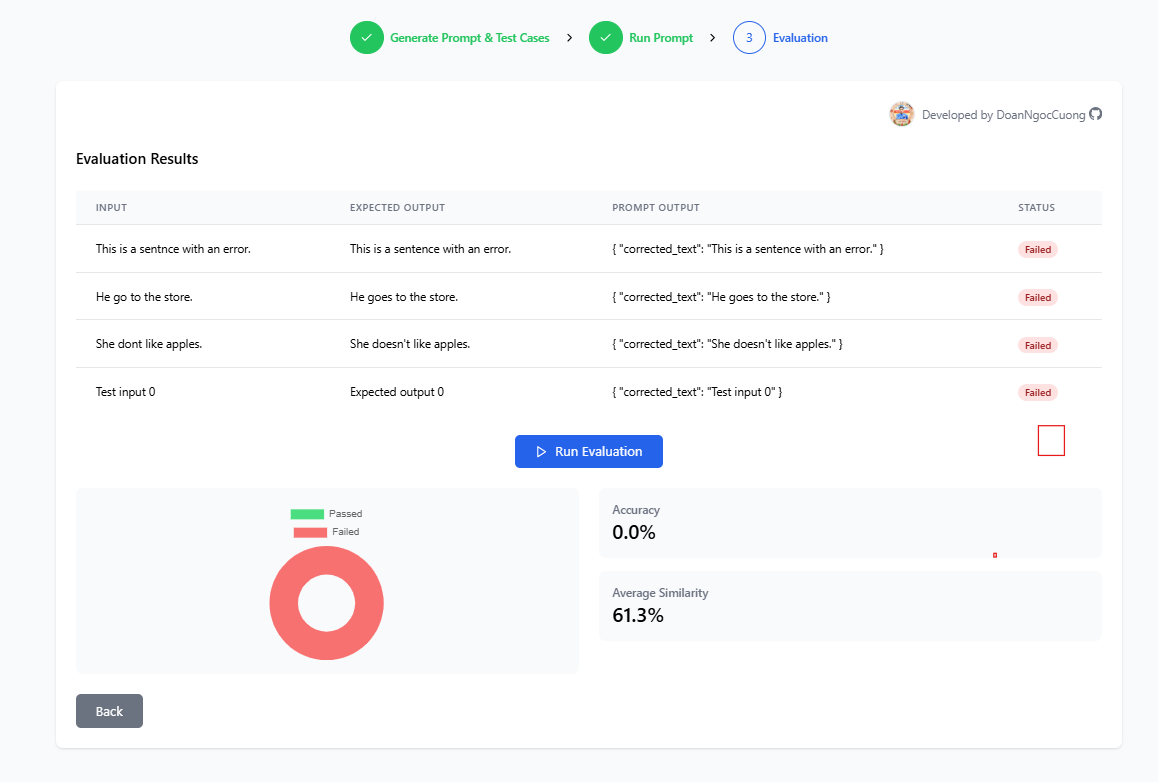 Generate Prompt & Test Cases
Run Prompt
3 Evaluation
Developed by DoanNgocCuong
Evaluation Results
INPUT EXPECTED OUTPUT PROMPT OUTPUT STATUS
This is a sentnce with an error. This is a sentence with an error. { "corrected_text": "This is a sentence with an error." } Failed
He go to the store. He goes to the store. { "corrected_text": "He goes to the store." } Failed
She dont like apples. She doesn't like apples. { "corrected_text": "She doesn't like apples." } Failed
Test input 0 Expected output 0 { "corrected_text": "Test input 0" } Failed
Run Evaluation
Passed
Failed
Accuracy
0.0%
Average Similarity
61.3%
Back